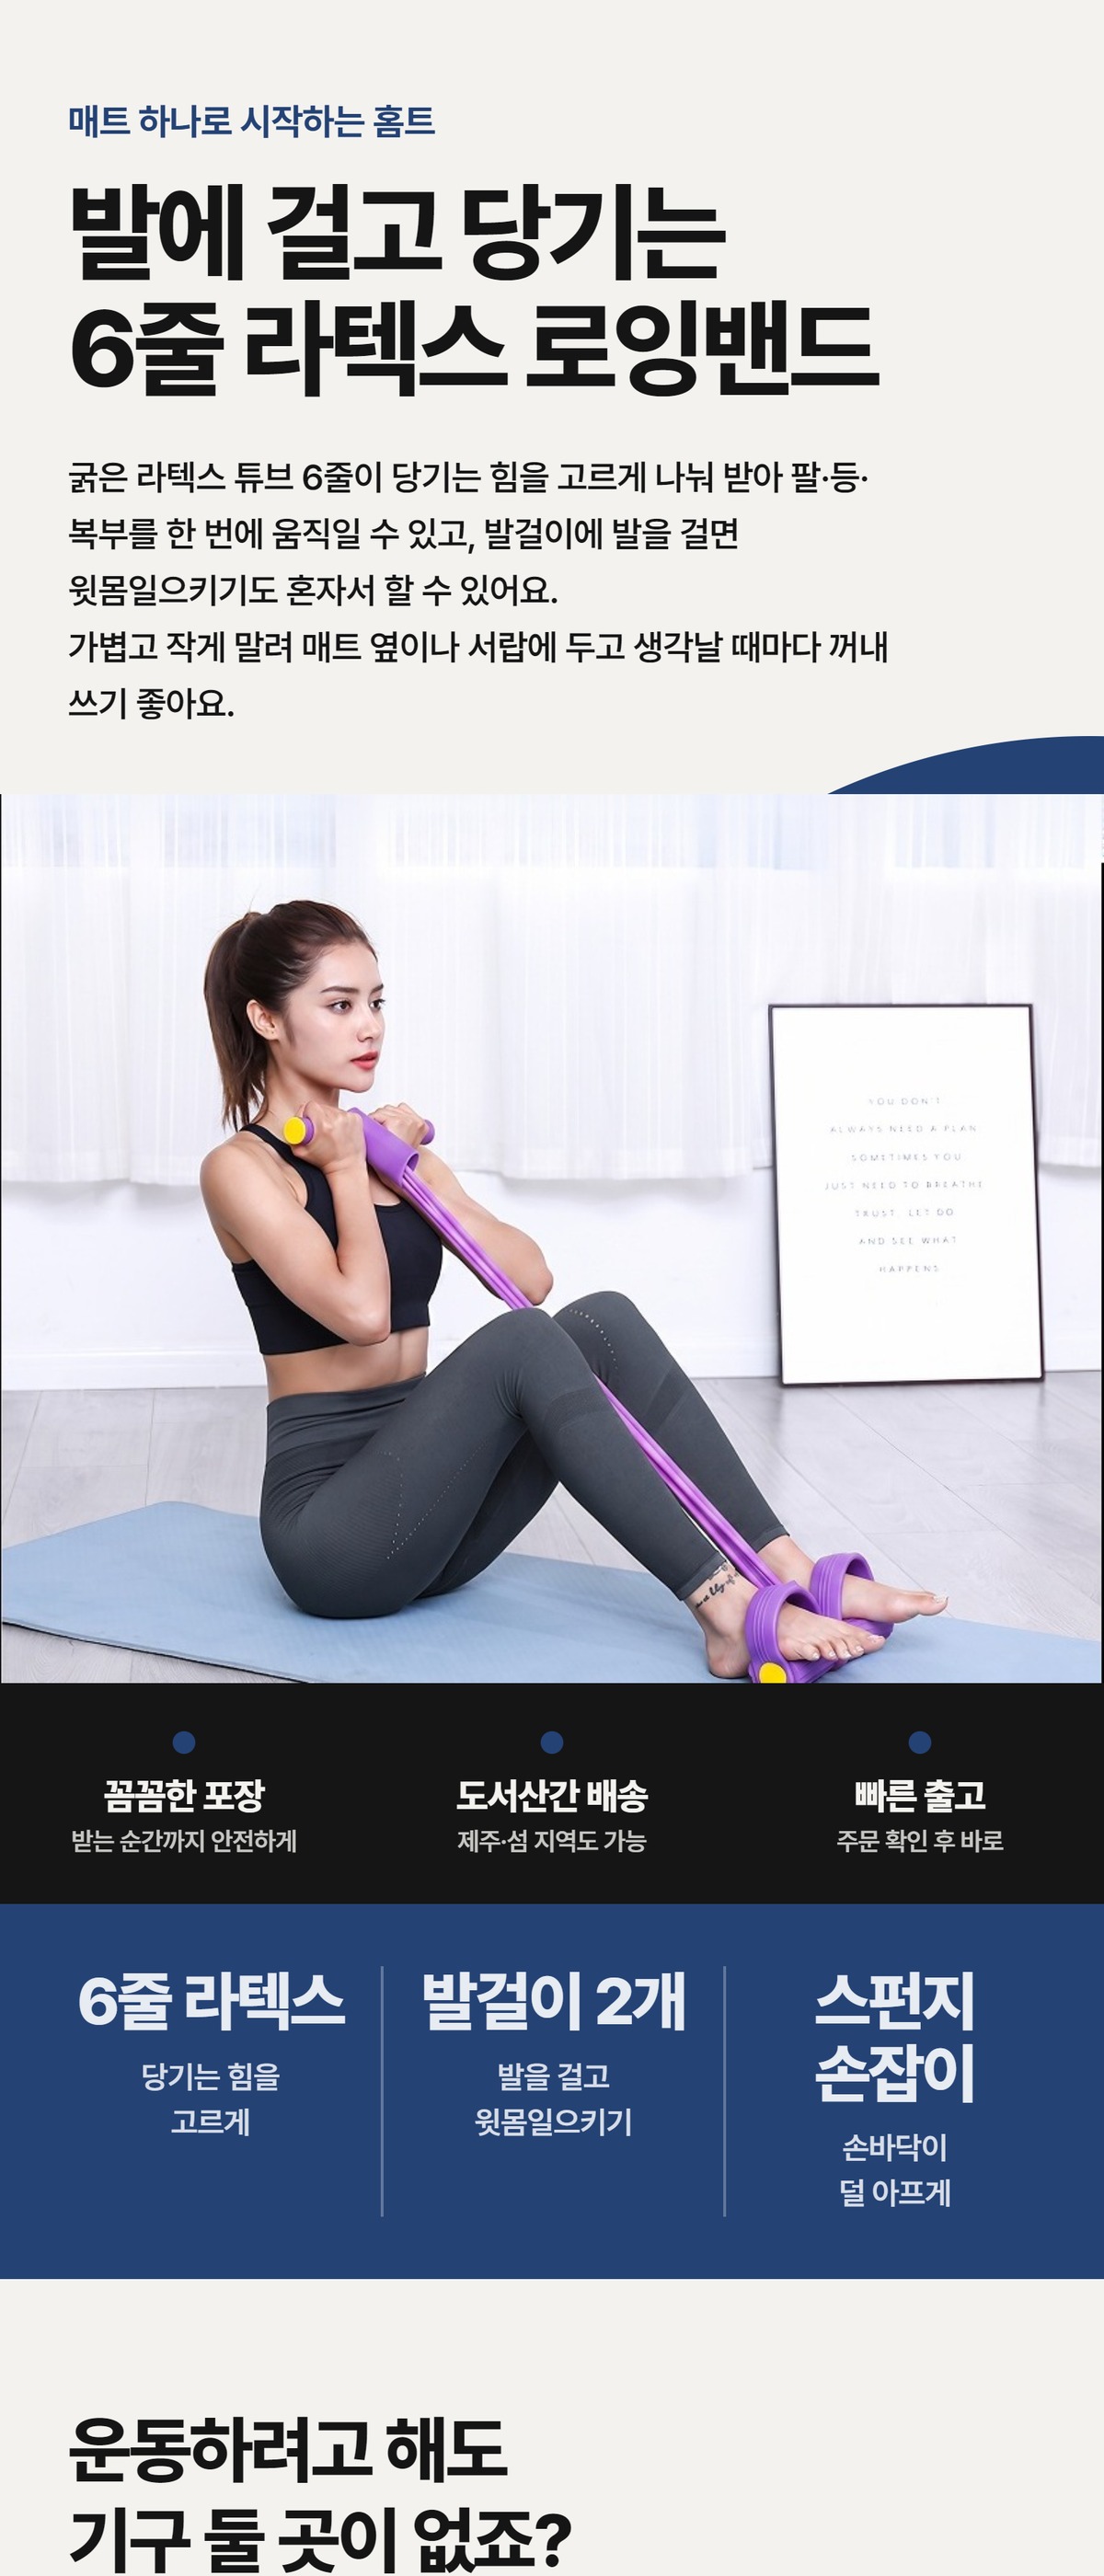 매트 하나로 시작하는 홈트
발에 걸고 당기는
6줄 라텍스 로잉밴드
굵은 라텍스 튜브 6줄이 당기는 힘을 고르게 나눠 받아 팔·등·
복부를 한 번에 움직일 수 있고, 발걸이에 발을 걸면
윗몸일으키기도 혼자서 할 수 있어요.
가볍고 작게 말려 매트 옆이나 서랍에 두고 생각날 때마다 꺼내
쓰기 좋아요.
YOU DON'T
ALWAYS NEED A PLAN
SOMETIMES YOU
JUST NEED TO BREATHE
TRUST LET GO
AND SEE WHAT
HAPPENS
꼼꼼한 포장
받는 순간까지 안전하게
도서산간 배송
제주·섬 지역도 가능
빠른 출고
주문 확인 후 바로
6줄 라텍스
당기는 힘을
고르게
발걸이 2개
발을 걸고
윗몸일으키기
스펀지
손잡이
손바닥이
덜 아프게
운동하려고 해도
기구 둘 곳이 없죠?